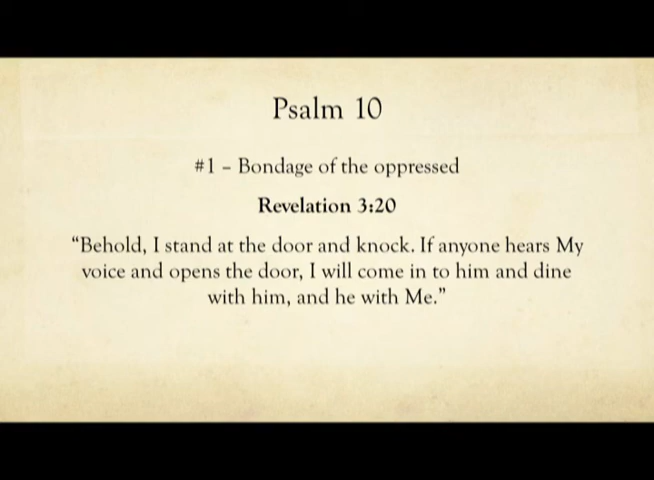 Psalm 10
#1 – Bondage of the oppressed
Revelation 3:20
“Behold, I stand at the door and knock. If anyone hears My
voice and opens the door, I will come in to him and dine
with him, and he with Me.”